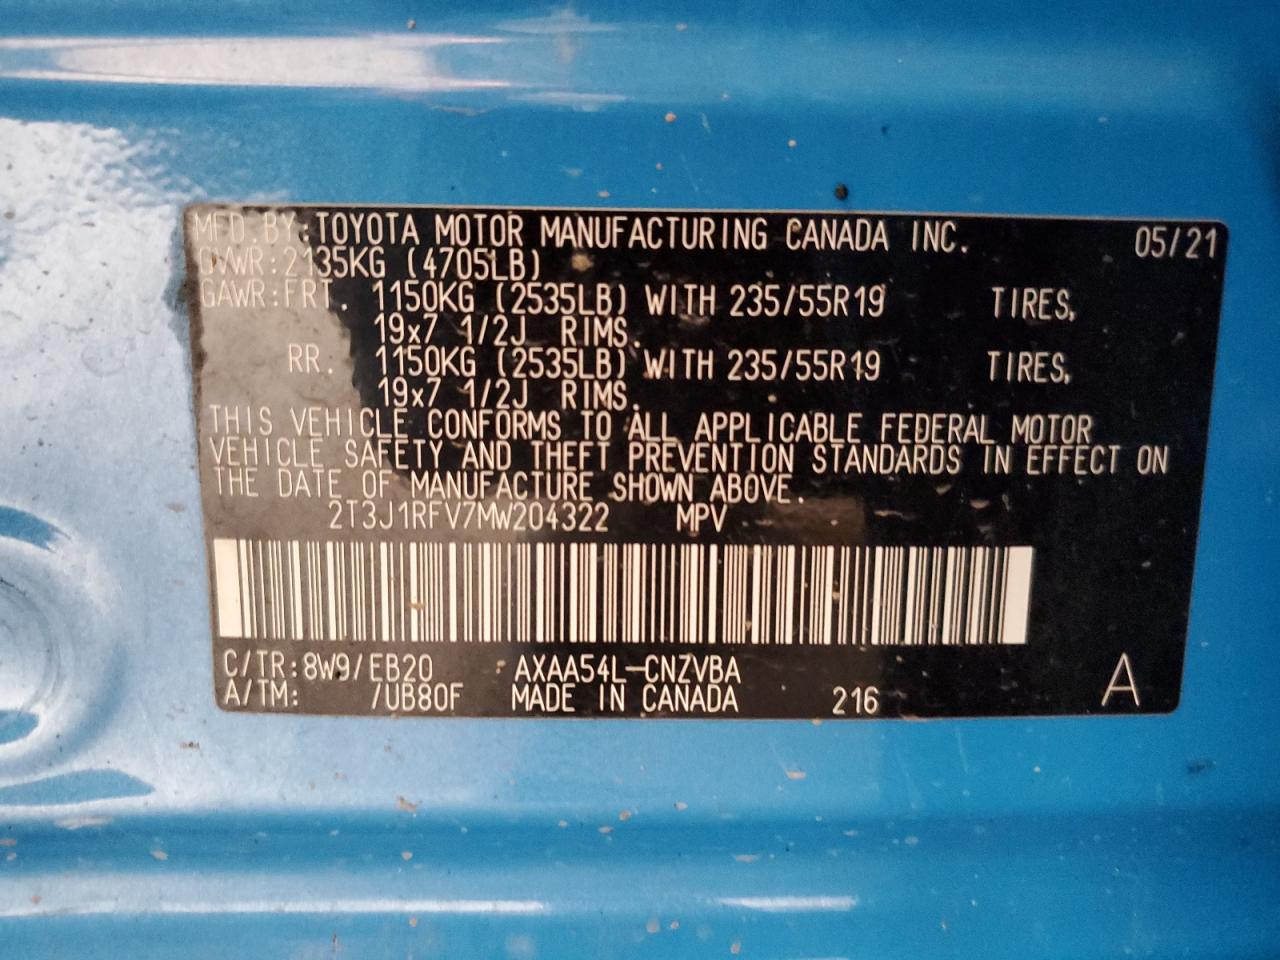 MFD.BY:TOYOTA MOTOR MANUFACTURING CANADA INC. 05/21
GVWR:2135KG (4705LB)
GAWR:FRT. 1150KG (2535LB) WITH 235/55R19 TIRES,
19x7 1/2J RIMS.
RR. 1150KG (2535LB) WITH 235/55R19 TIRES,
19x7 1/2J RIMS.
THIS VEHICLE CONFORMS TO ALL APPLICABLE FEDERAL MOTOR
VEHICLE SAFETY AND THEFT PREVENTION STANDARDS IN EFFECT ON
THE DATE OF MANUFACTURE SHOWN ABOVE.
2T3J1RFV7MW204322 MPV
C/TR:8W9/EB20 AXAA54L-CNZVBA
A/TM: /UB80F MADE IN CANADA 216 A